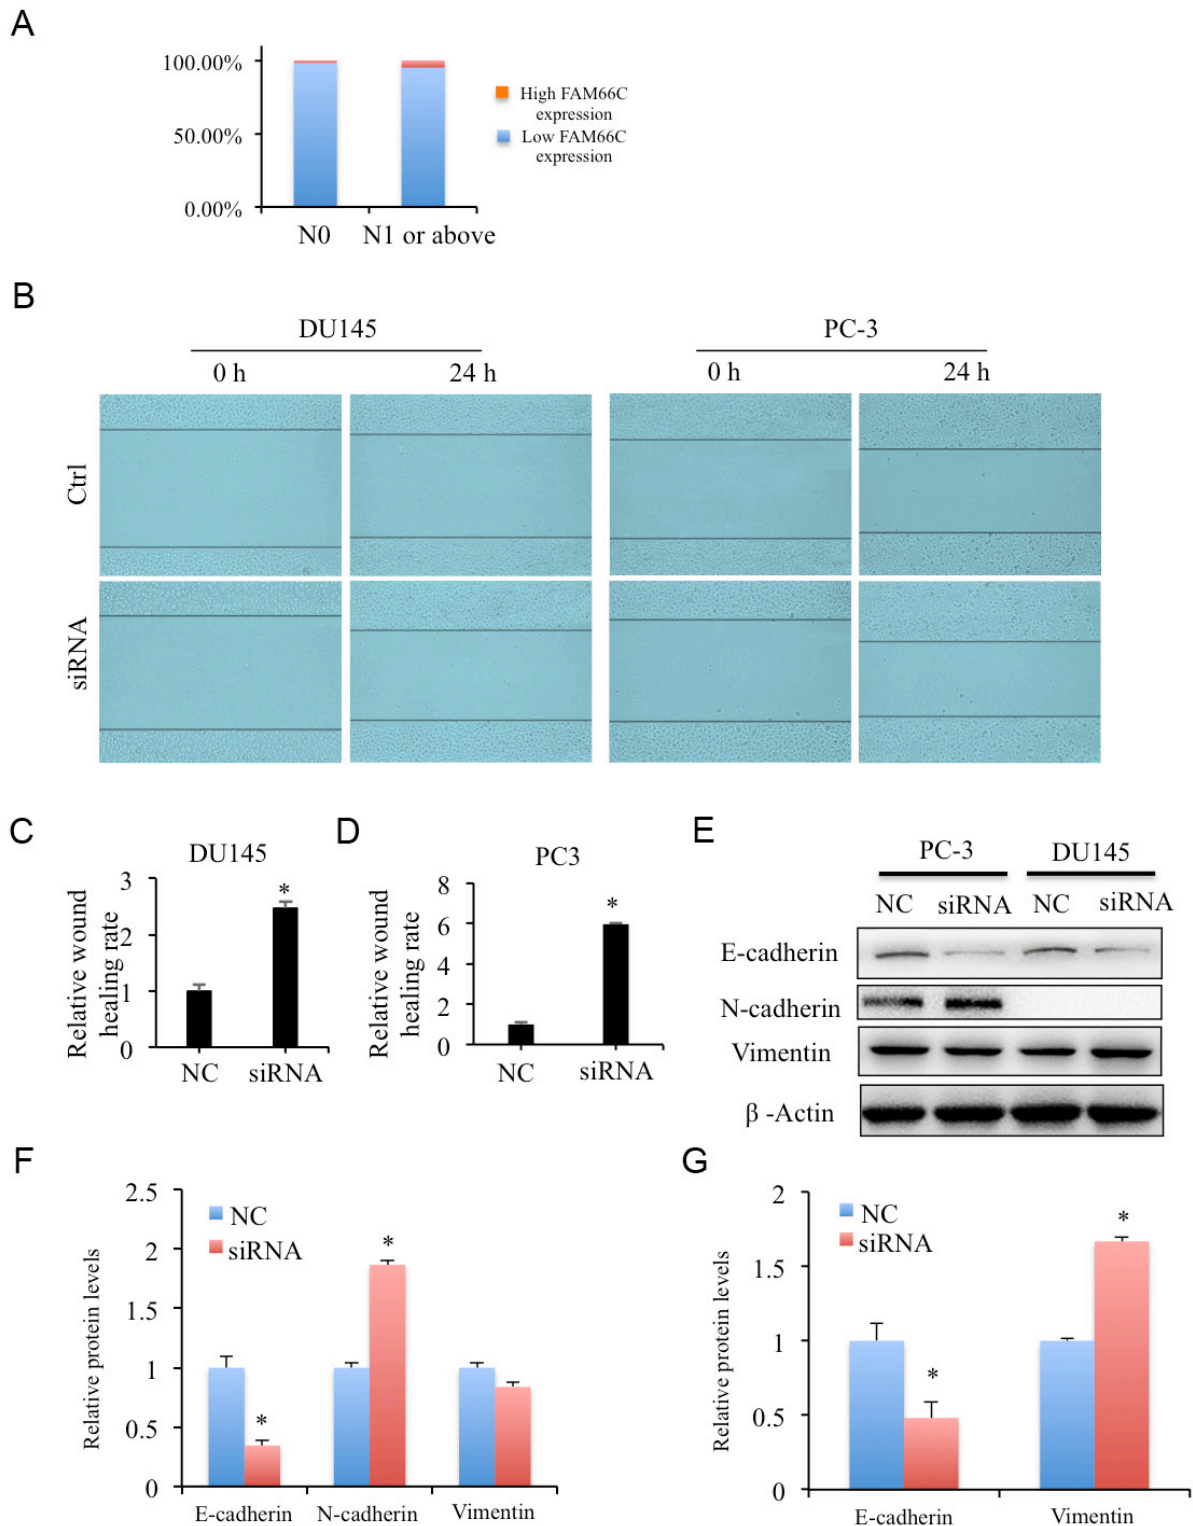 A
100.00%
50.00%
0.00%
N0
N1 or above
High FAM66C
expression
Low FAM66C
expression
B
DU145
PC-3
0 h
24 h
0 h
24 h
Ctrl
siRNA
C
DU145
Relative wound
healing rate
3
2
1
0
*
NC
siRNA
D
PC3
Relative wound
healing rate
8
6
4
2
0
*
NC
siRNA
E
PC-3
DU145
NC
siRNA
NC
siRNA
E-cadherin
N-cadherin
Vimentin
β -Actin
F
Relative protein levels
2.5
2
1.5
1
0.5
0
NC
siRNA
*
*
E-cadherin
N-cadherin
Vimentin
G
Relative protein levels
2
1.5
1
0.5
0
NC
siRNA
*
*
E-cadherin
Vimentin